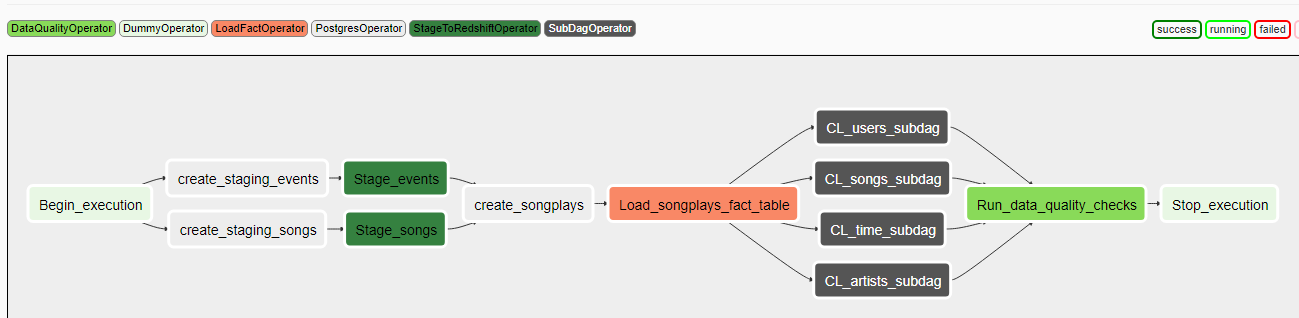 DataQualityOperator DummyOperator LoadFactOperator PostgresOperator StageToRedshiftOperator SubDagOperator success running failed
CL_users_subdag
create_staging_events Stage_events CL_songs_subdag
Begin_execution create_songplays Load_songplays_fact_table Run_data_quality_checks Stop_execution
create_staging_songs Stage_songs CL_time_subdag
CL_artists_subdag